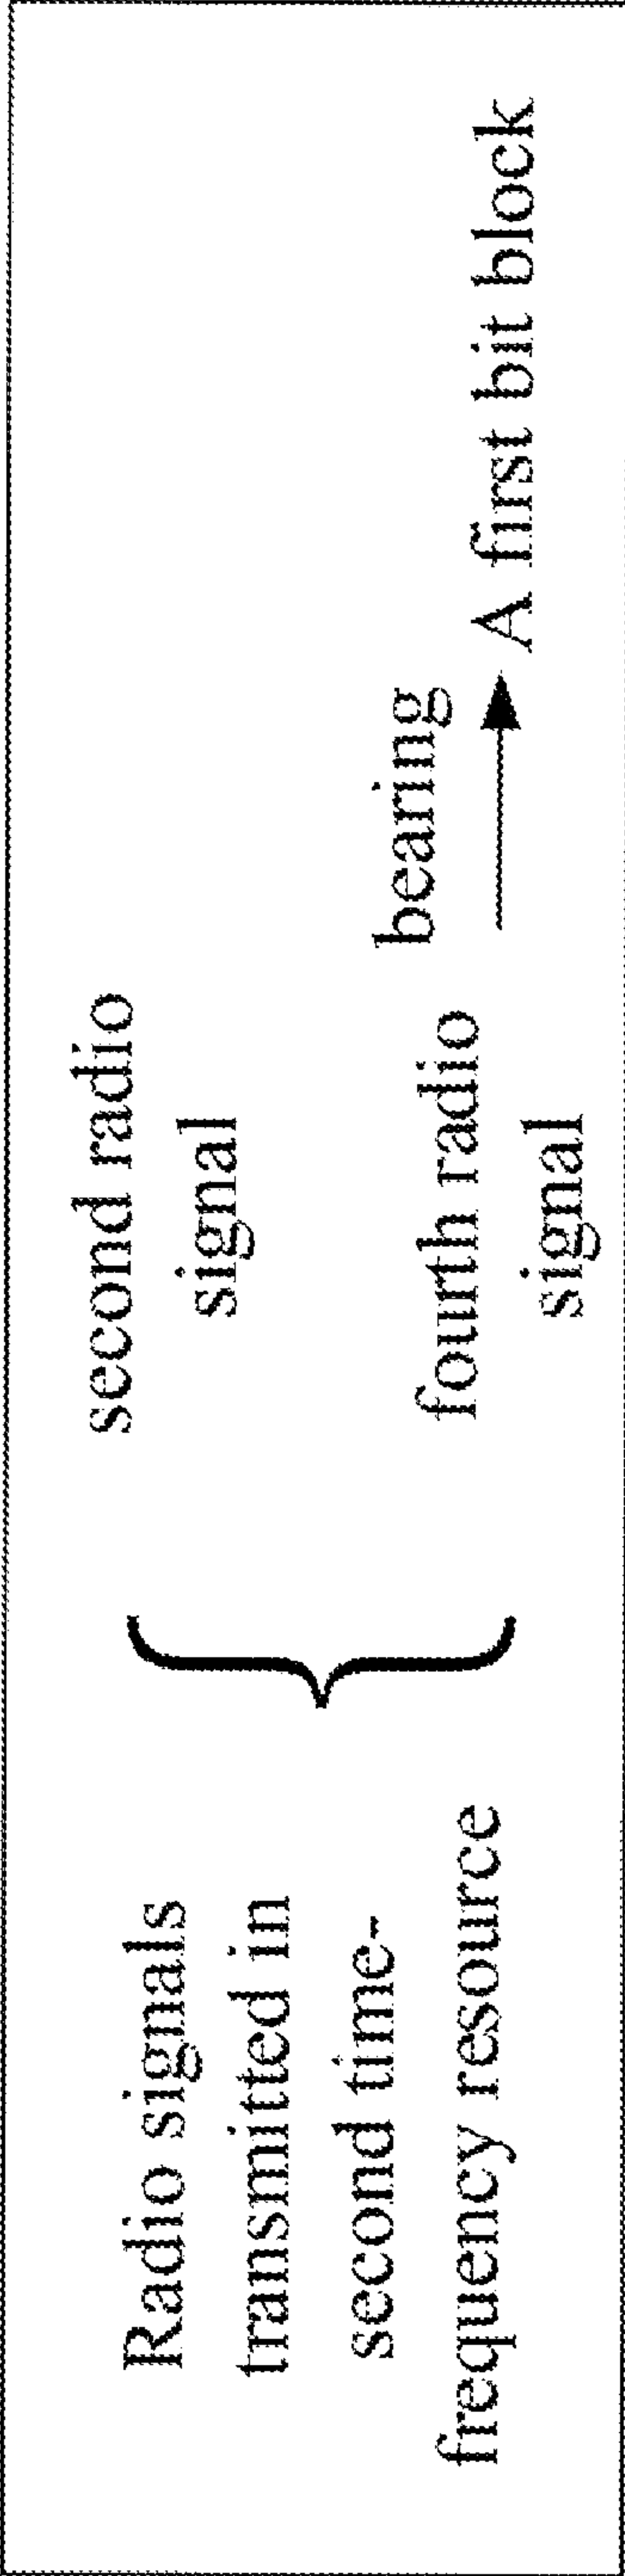 Radio signals
transmitted in
second time-
frequency resource
second radio
signal
fourth radio
signal
bearing
A first bit block